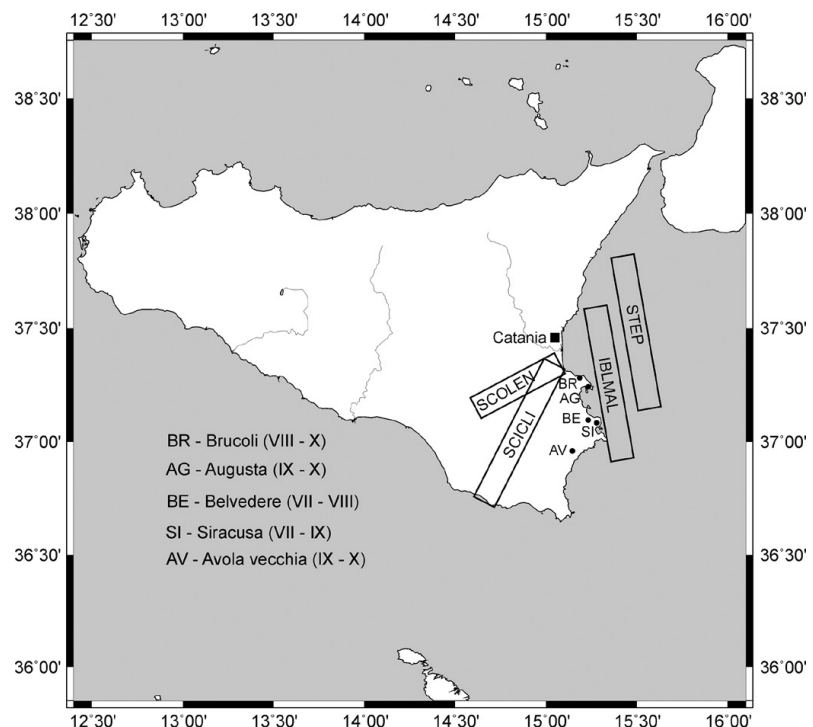 12°30' 13°00' 13°30' 14°00' 14°30' 15°00' 15°30' 16°00'
38°30' 38°30'
38°00' 38°00'
37°30' 37°30'
37°00' 37°00'
36°30' 36°30'
36°00' 36°00'
STEP
IBLMAL
Catania
SCOLEN
SCICLI
BR
AG
BE
SI
AV
BR - Brucoli (VIII - X)
AG - Augusta (IX - X)
BE - Belvedere (VII - VIII)
SI - Siracusa (VII - IX)
AV - Avola vecchia (IX - X)
12°30' 13°00' 13°30' 14°00' 14°30' 15°00' 15°30' 16°00'